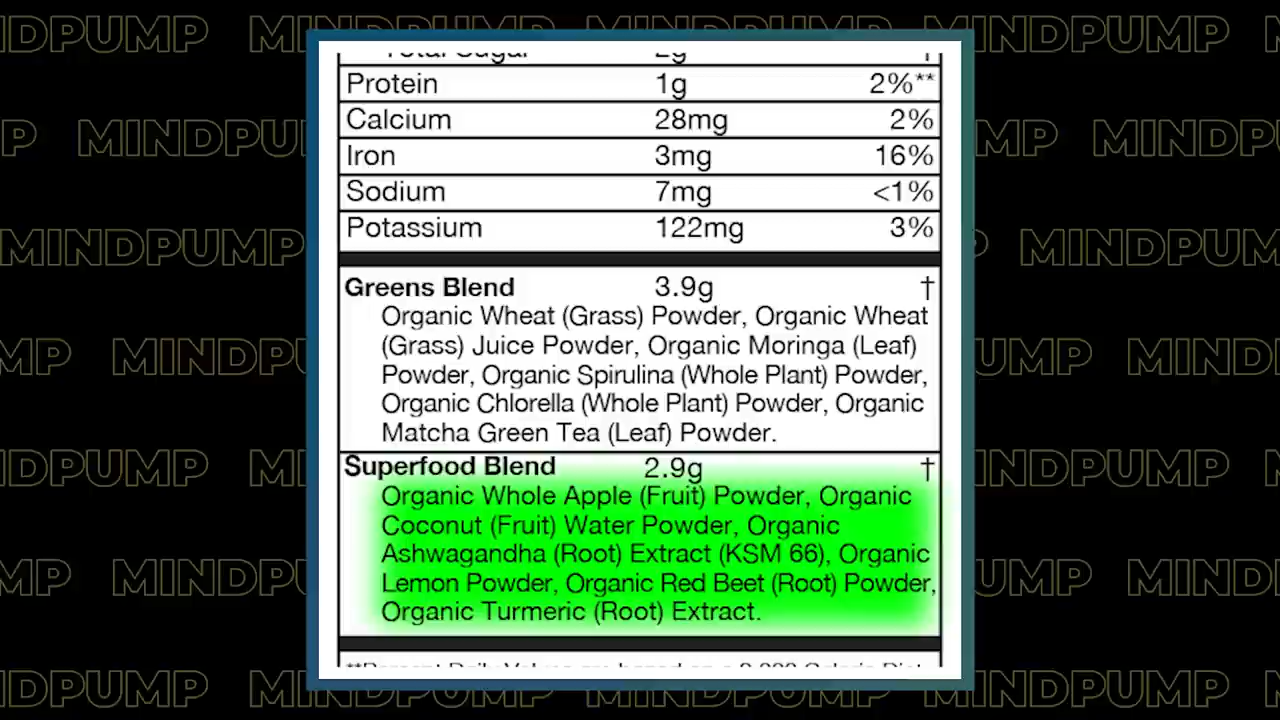 MINDPUMP
Total Sugar 2g †
Protein 1g 2%**
Calcium 28mg 2%
Iron 3mg 16%
Sodium 7mg <1%
Potassium 122mg 3%
Greens Blend 3.9g †
Organic Wheat (Grass) Powder, Organic Wheat
(Grass) Juice Powder, Organic Moringa (Leaf)
Powder, Organic Spirulina (Whole Plant) Powder,
Organic Chlorella (Whole Plant) Powder, Organic
Matcha Green Tea (Leaf) Powder.
Superfood Blend 2.9g †
Organic Whole Apple (Fruit) Powder, Organic
Coconut (Fruit) Water Powder, Organic
Ashwagandha (Root) Extract (KSM 66), Organic
Lemon Powder, Organic Red Beet (Root) Powder,
Organic Turmeric (Root) Extract.